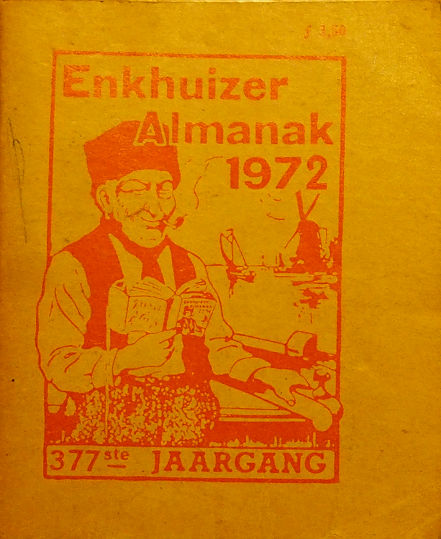 Enkhuizer
Almanak
1972
377ste JAARGANG